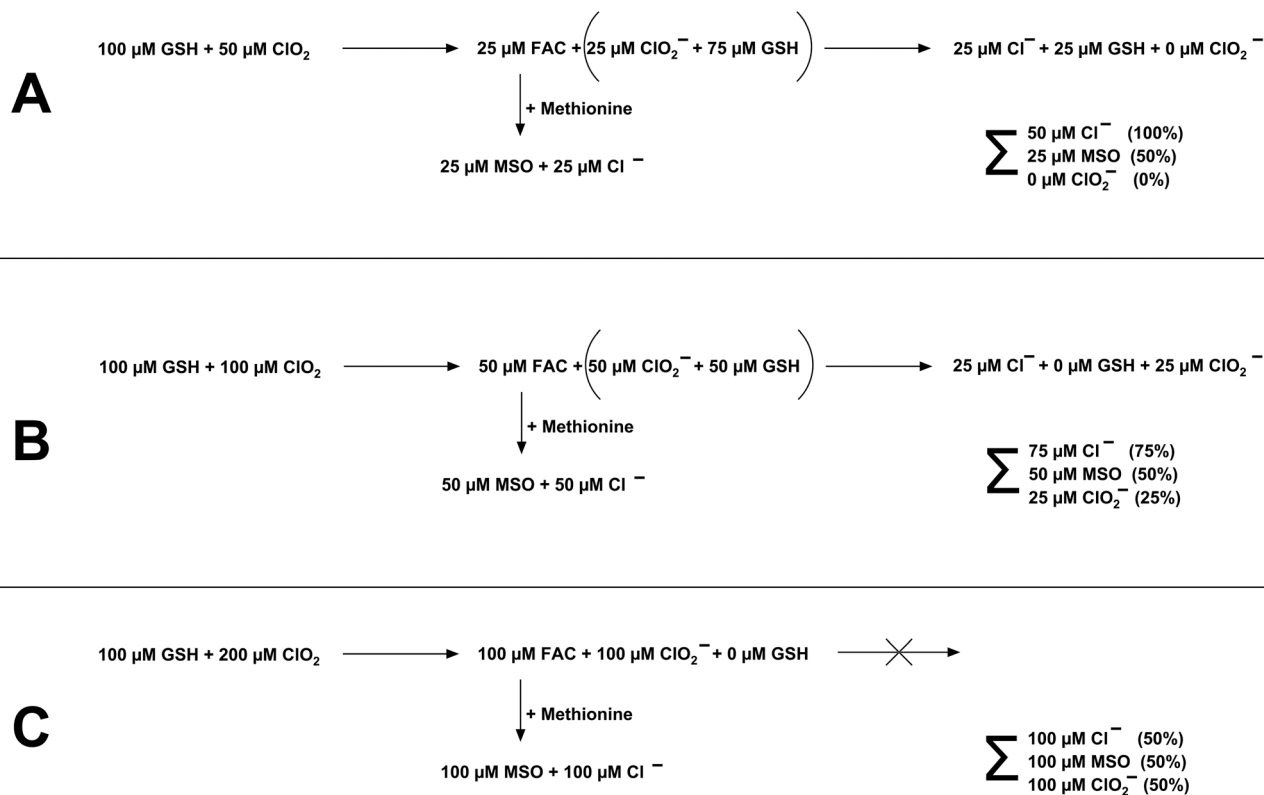 A
100 µM GSH + 50 µM ClO₂ 25 µM FAC + (25 µM ClO₂⁻ + 75 µM GSH) 25 µM Cl⁻ + 25 µM GSH + 0 µM ClO₂⁻
+ Methionine
25 µM MSO + 25 µM Cl⁻
∑ 50 µM Cl⁻ (100%)
25 µM MSO (50%)
0 µM ClO₂⁻ (0%)
B
100 µM GSH + 100 µM ClO₂ 50 µM FAC + (50 µM ClO₂⁻ + 50 µM GSH) 25 µM Cl⁻ + 0 µM GSH + 25 µM ClO₂⁻
+ Methionine
50 µM MSO + 50 µM Cl⁻
∑ 75 µM Cl⁻ (75%)
50 µM MSO (50%)
25 µM ClO₂⁻ (25%)
C
100 µM GSH + 200 µM ClO₂ 100 µM FAC + 100 µM ClO₂⁻ + 0 µM GSH
+ Methionine
100 µM MSO + 100 µM Cl⁻
∑ 100 µM Cl⁻ (50%)
100 µM MSO (50%)
100 µM ClO₂⁻ (50%)